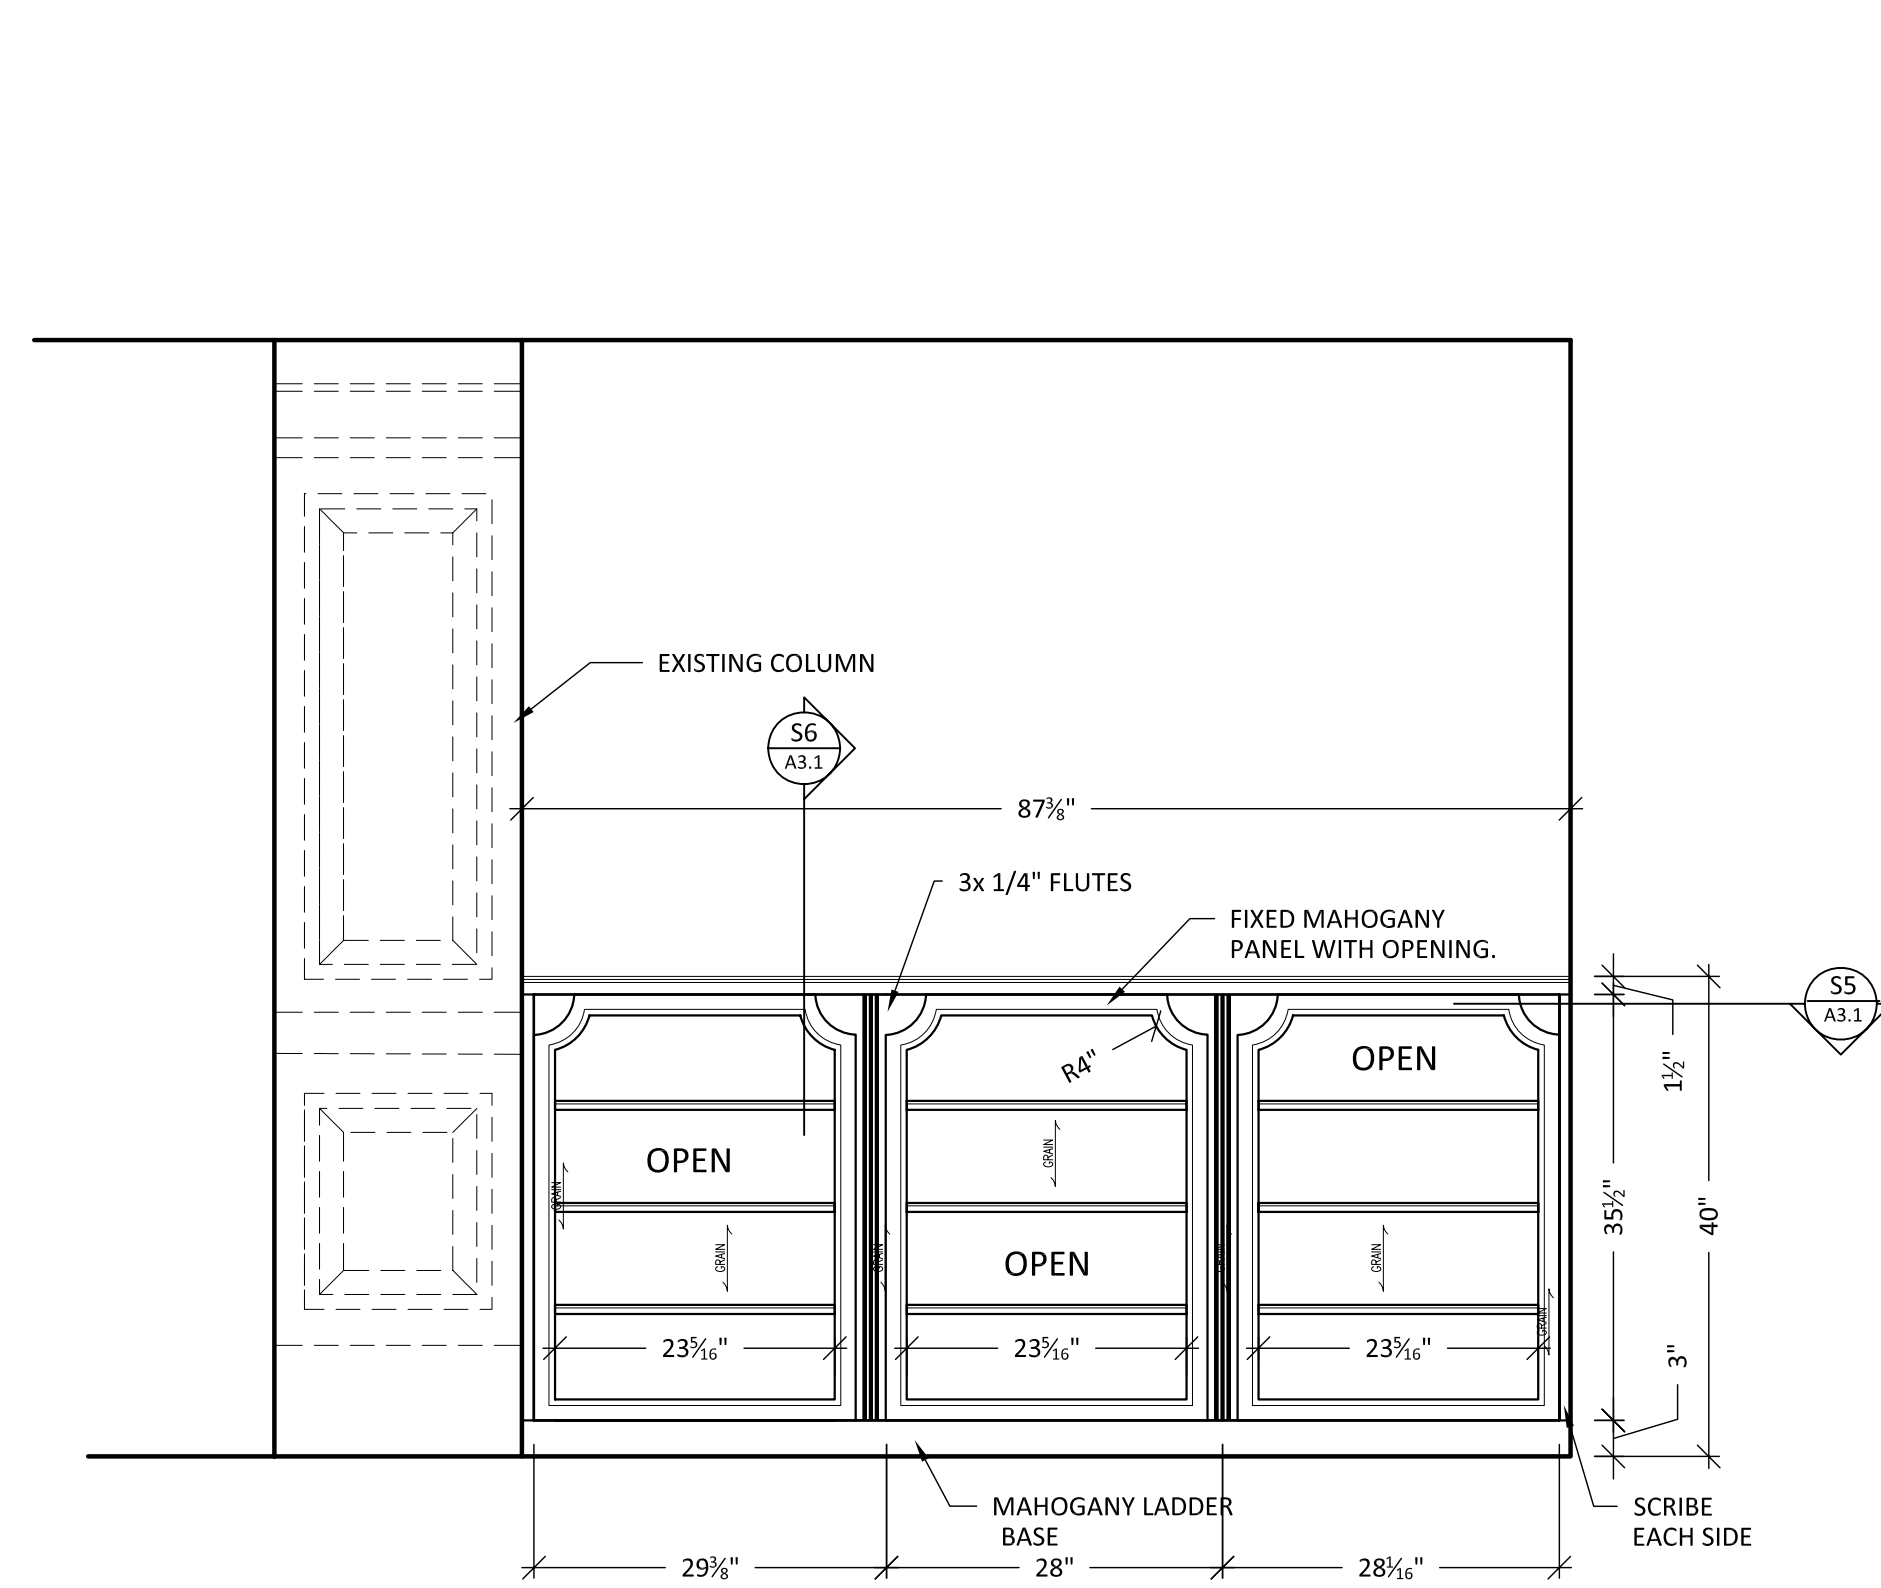 EXISTING COLUMN
S6
A3.1
87⅜"
3x 1/4" FLUTES
FIXED MAHOGANY
PANEL WITH OPENING.
S5
A3.1
R4"
OPEN
1½"
GRAIN
OPEN
GRAIN
35½"
40"
GRAIN
GRAIN
GRAIN
GRAIN
OPEN
GRAIN
23⁵⁄₁₆"
23⁵⁄₁₆"
23⁵⁄₁₆"
3"
MAHOGANY LADDER
BASE
SCRIBE
EACH SIDE
29⅜"
28"
28¹⁄₁₆"